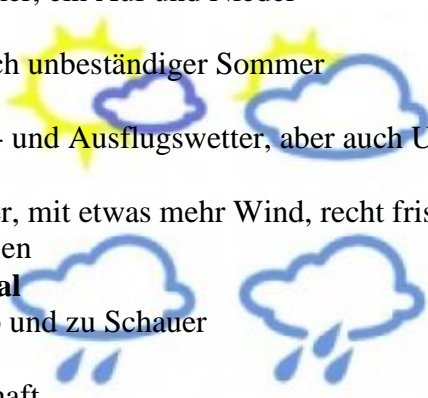 ein Auf und Nieder
ch unbeständiger Sommer
- und Ausflugswetter, aber auch U
r, mit etwas mehr Wind, recht fris
en
al
und zu Schauer
haft